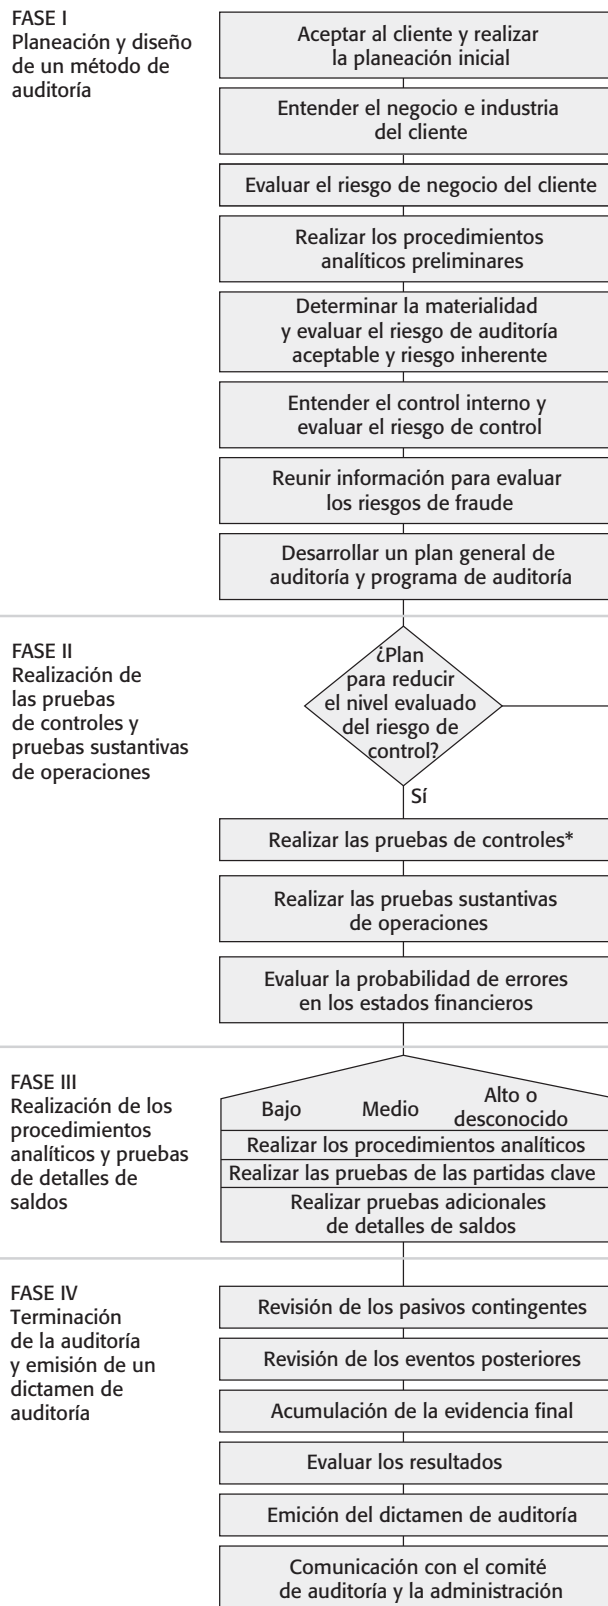 FASE I
Planeación y diseño
de un método de
auditoría
Aceptar al cliente y realizar
la planeación inicial
Entender el negocio e industria
del cliente
Evaluar el riesgo de negocio del cliente
Realizar los procedimientos
analíticos preliminares
Determinar la materialidad
y evaluar el riesgo de auditoría
aceptable y riesgo inherente
Entender el control interno y
evaluar el riesgo de control
Reunir información para evaluar
los riesgos de fraude
Desarrollar un plan general de
auditoría y programa de auditoría
FASE II
Realización de
las pruebas
de controles y
pruebas sustantivas
de operaciones
¿Plan
para reducir
el nivel evaluado
del riesgo de
control?
Sí
Realizar las pruebas de controles*
Realizar las pruebas sustantivas
de operaciones
Evaluar la probabilidad de errores
en los estados financieros
FASE III
Realización de los
procedimientos
analíticos y pruebas
de detalles de
saldos
Bajo Medio Alto o
desconocido
Realizar los procedimientos analíticos
Realizar las pruebas de las partidas clave
Realizar pruebas adicionales
de detalles de saldos
FASE IV
Terminación
de la auditoría
y emisión de un
dictamen de
auditoría
Revisión de los pasivos contingentes
Revisión de los eventos posteriores
Acumulación de la evidencia final
Evaluar los resultados
Emición del dictamen de auditoría
Comunicación con el comité
de auditoría y la administración